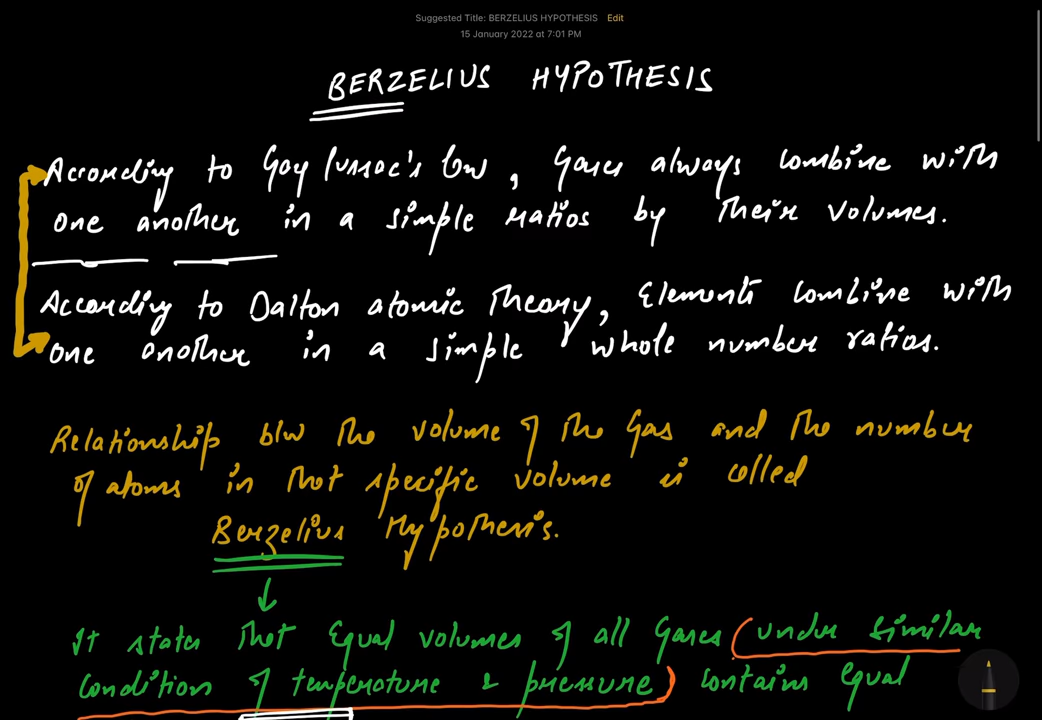 Suggested Title: BERZELIUS HYPOTHESIS Edit
15 January 2022 at 7:01 PM
BERZELIUS HYPOTHESIS
According to Gay lussac's law, Gases always combine with
one another in a simple ratios by their volumes.
According to Dalton atomic Theory, Elements combine with
one another in a simple whole number ratios.
Relationship b/w the volume of the Gas and the number
of atoms in that specific volume is called
Berzelius Hypothesis.
It states that Equal volumes of all Gases (under similar
condition of temperature & pressure) contains equal